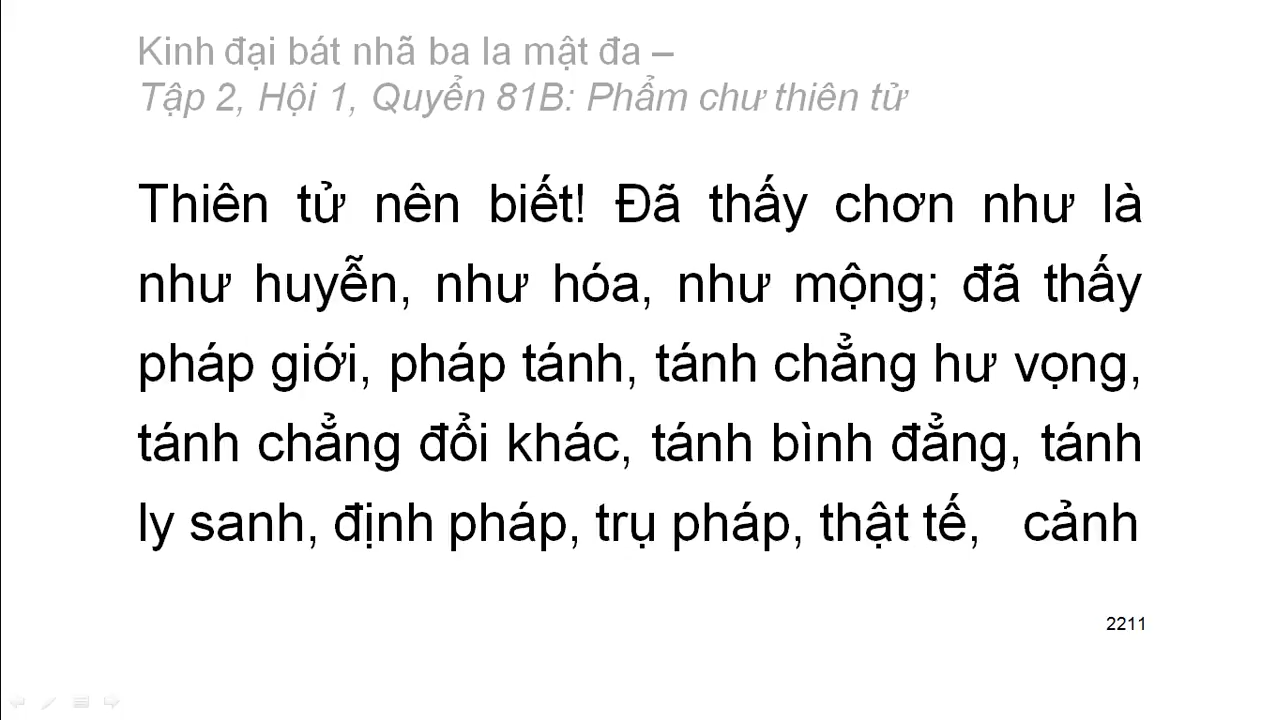 Kinh đại bát nhã ba la mật đa –
Tập 2, Hội 1, Quyển 81B: Phẩm chư thiên tử
Thiên tử nên biết! Đã thấy chơn như là
như huyễn, như hóa, như mộng; đã thấy
pháp giới, pháp tánh, tánh chẳng hư vọng,
tánh chẳng đổi khác, tánh bình đẳng, tánh
ly sanh, định pháp, trụ pháp, thật tế, cảnh
2211